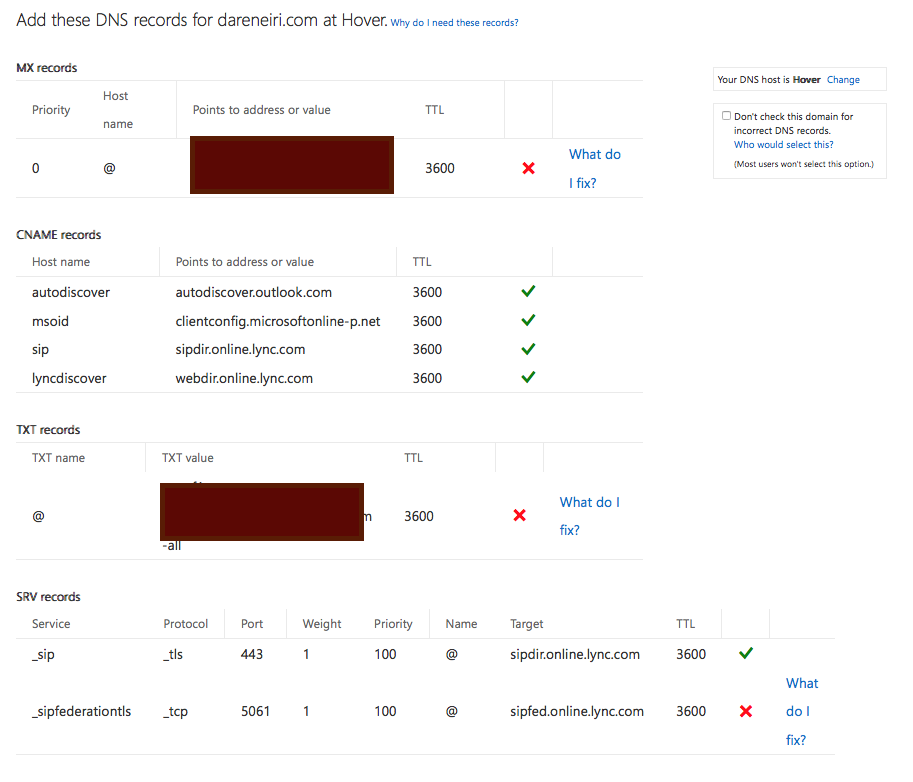 Add these DNS records for dareneiri.com at Hover. Why do I need these records?
MX records
Priority Host name Points to address or value TTL
0 @ 3600 What do I fix?
CNAME records
Host name Points to address or value TTL
autodiscover autodiscover.outlook.com 3600
msoid clientconfig.microsoftonline-p.net 3600
sip sipdir.online.lync.com 3600
lyncdiscover webdir.online.lync.com 3600
TXT records
TXT name TXT value TTL
@ -all 3600 What do I fix?
SRV records
Service Protocol Port Weight Priority Name Target TTL
_sip _tls 443 1 100 @ sipdir.online.lync.com 3600
_sipfederationtls _tcp 5061 1 100 @ sipfed.online.lync.com 3600 What do I fix?
Your DNS host is Hover Change
Don't check this domain for
incorrect DNS records.
Who would select this?
(Most users won't select this option.)